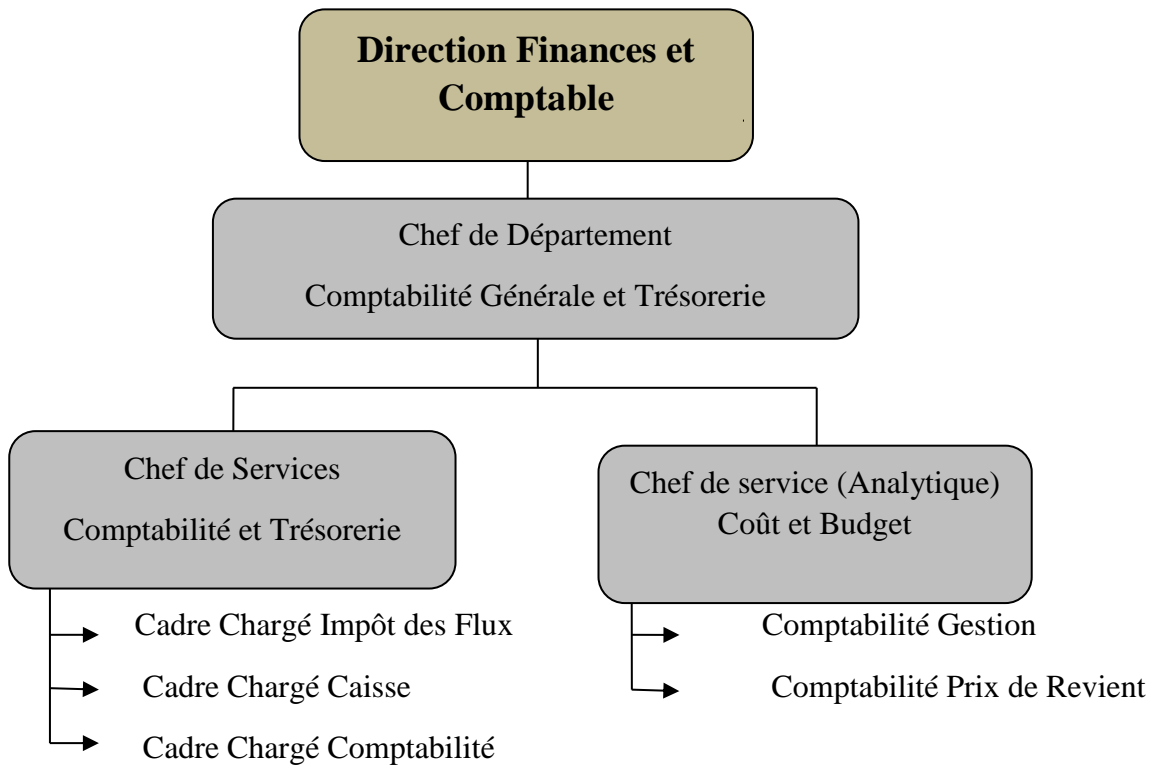 Direction Finances et
Comptable
Chef de Département
Comptabilité Générale et Trésorerie
Chef de Services
Comptabilité et Trésorerie
Chef de service (Analytique)
Coût et Budget
Cadre Chargé Impôt des Flux
Cadre Chargé Caisse
Cadre Chargé Comptabilité
Comptabilité Gestion
Comptabilité Prix de Revient